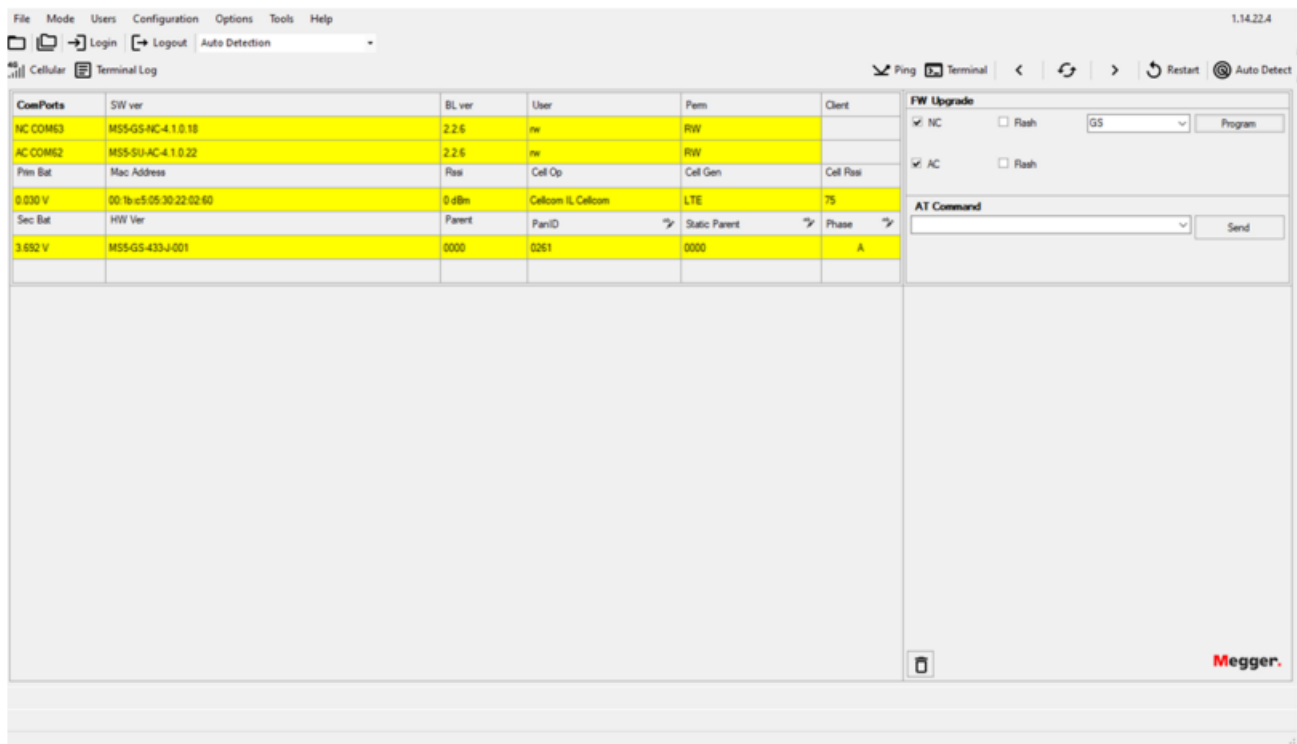 File Mode Users Configuration Options Tools Help 1.14.22.4
Login Logout Auto Detection
4G Cellular Terminal Log Ping Terminal < > Restart Auto Detect
ComPorts SW ver BL ver User Perm Client FW Upgrade
NC COM63 MS5-GS-NC-4.1.0.18 2.2.6 rw RW NC Flash GS Program
AC COM62 MS5-SU-AC-4.1.0.22 2.2.6 rw RW
Prim Bat Mac Address Rssi Cell Op Cell Gen Cell Rssi AC Flash
0.030 V 00:1b:c5:05:30:22:02:60 0 dBm Cellcom IL Cellcom LTE 75 AT Command
Sec Bat HW Ver Parent PanID Static Parent Phase Send
3.692 V MS5-GS-433-J-001 0000 0261 0000 A
Megger.